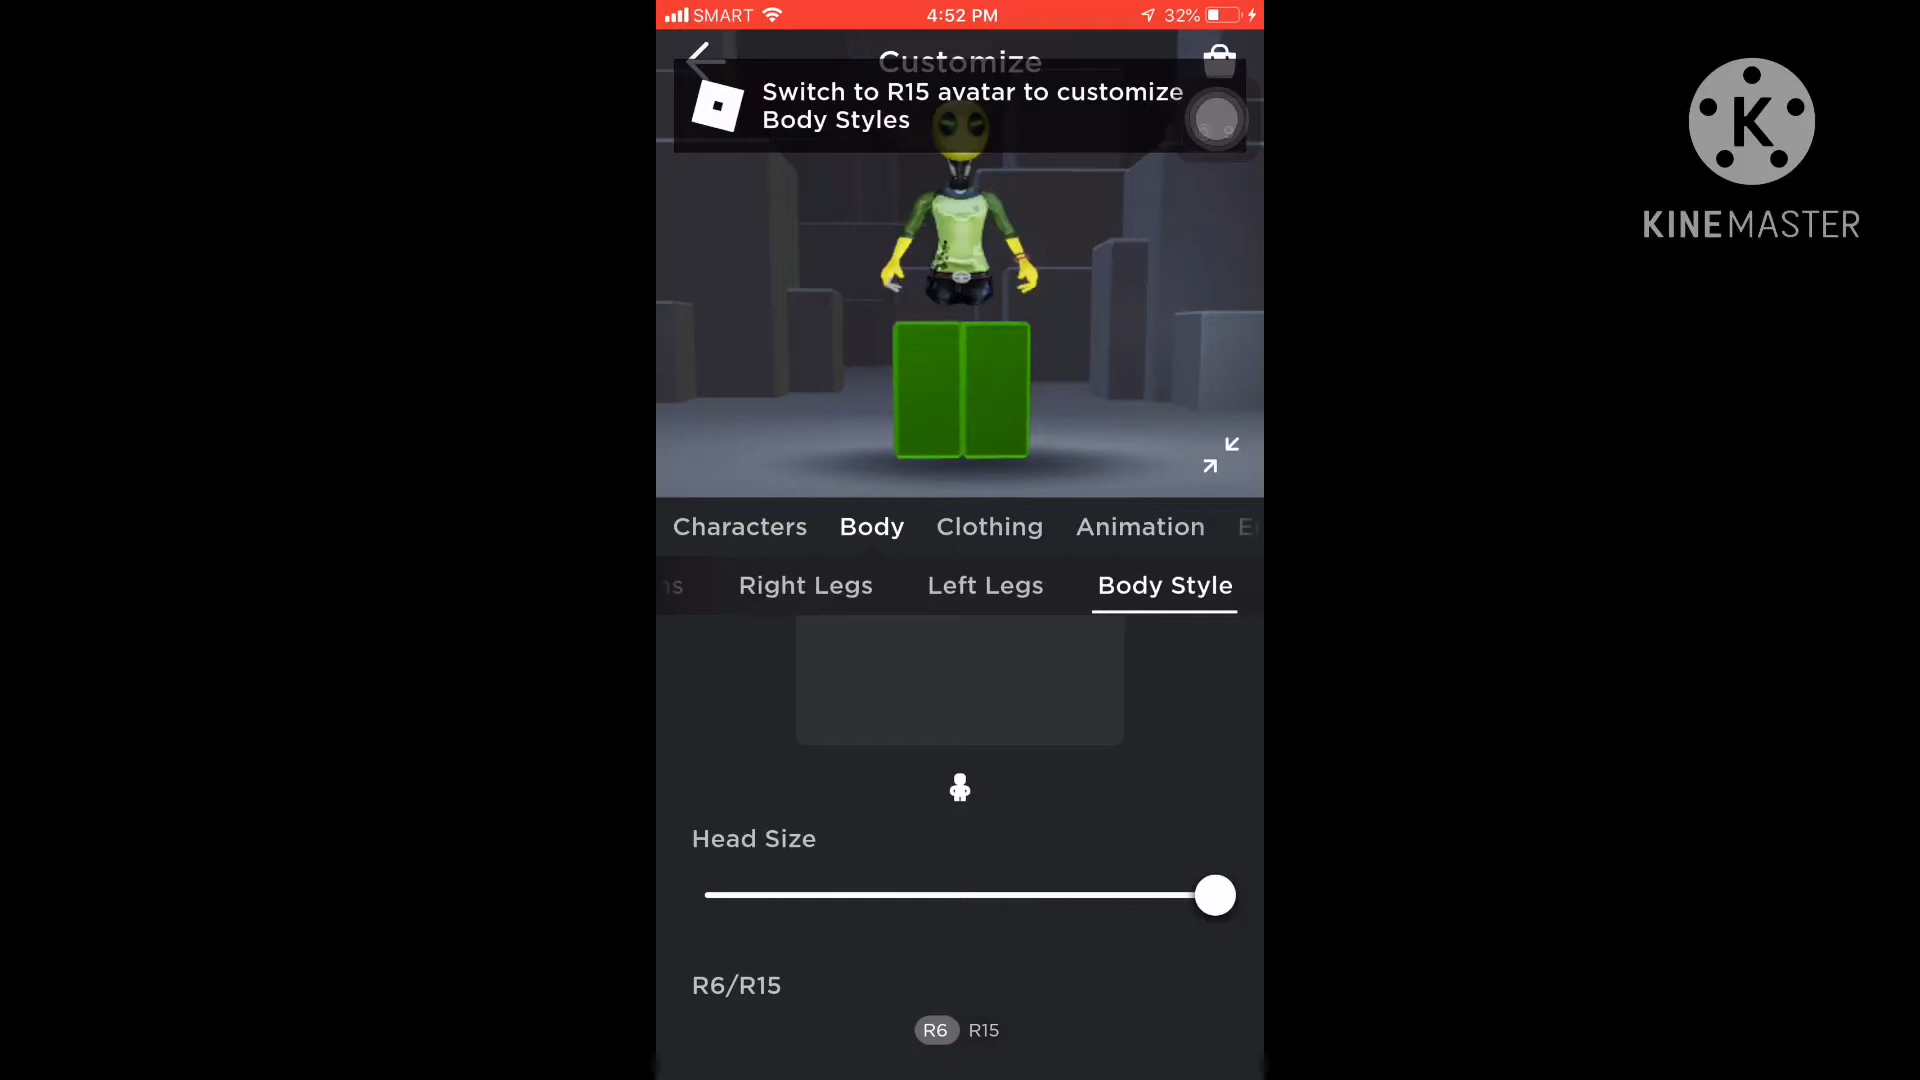 SMART 4:52 PM 32%
Customize
Switch to R15 avatar to customize
Body Styles
K
KINEMASTER
Characters Body Clothing Animation
Right Legs Left Legs Body Style
Head Size
R6/R15
R6 R15